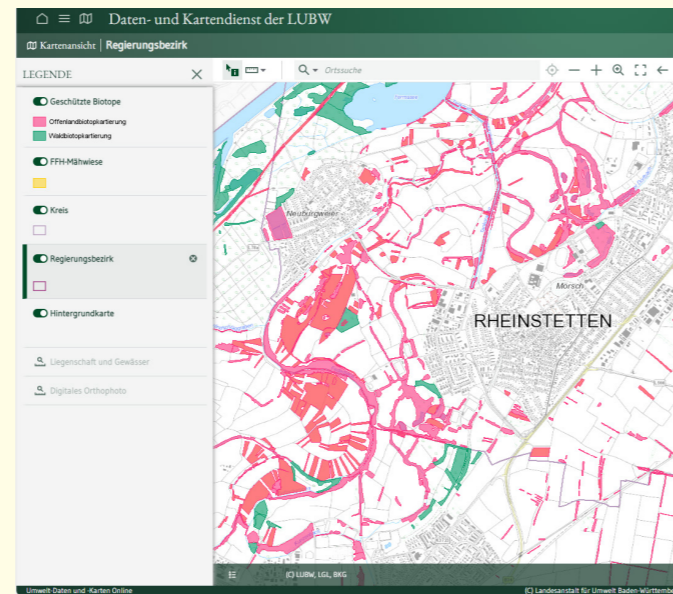 Daten- und Kartendienst der LUBW
Kartenansicht | Regierungsbezirk
LEGENDE
Ortssuche
Geschützte Biotope
Offenlandbiotopkartierung
Waldbiotopkartierung
FFH-Mähwiese
Kreis
Regierungsbezirk
Hintergrundkarte
Liegenschaft und Gewässer
Digitales Orthophoto
Neuburgweier
Mörsch
RHEINSTETTEN
(C) LUBW, LGL, BKG
Umwelt-Daten und -Karten Online
(C) Landesanstalt für Umwelt Baden-Württembe